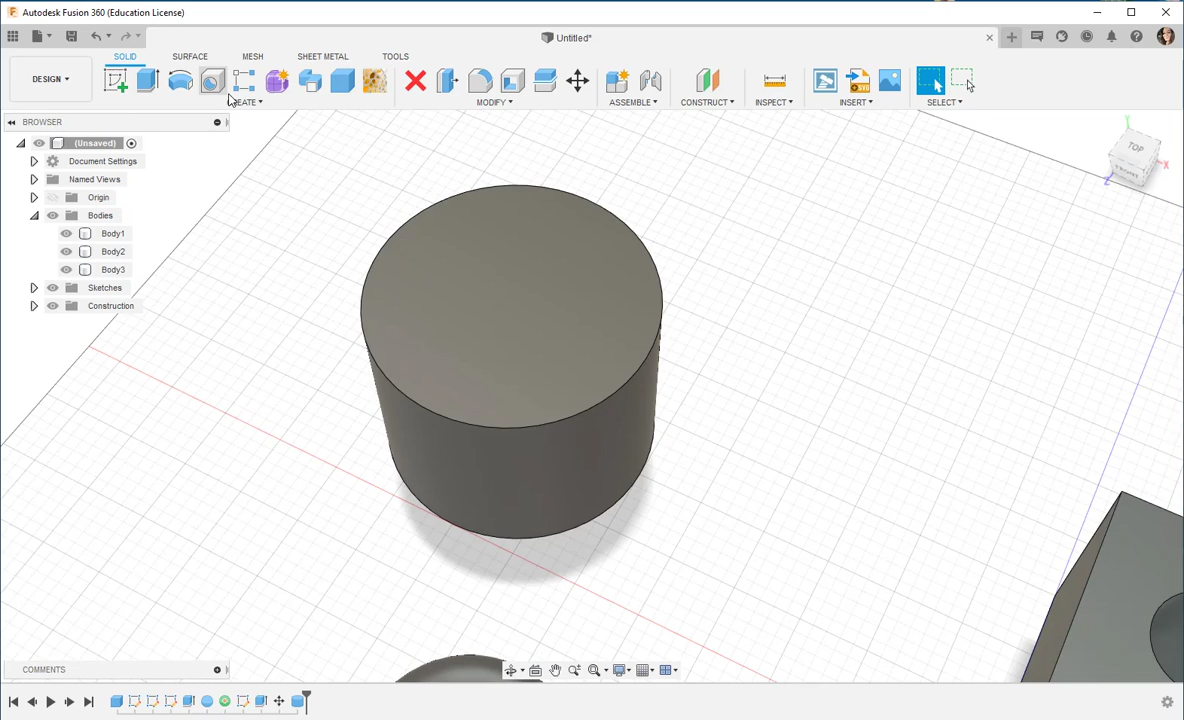 Autodesk Fusion 360 (Education License)
Untitled*
SOLID SURFACE MESH SHEET METAL TOOLS
DESIGN ▾
EATE ▾ MODIFY ▾ ASSEMBLE ▾ CONSTRUCT ▾ INSPECT ▾ INSERT ▾ SELECT ▾
BROWSER
(Unsaved)
Document Settings
Named Views
Origin
Bodies
Body1
Body2
Body3
Sketches
Construction
TOP
FRONT
Y
X
Z
COMMENTS